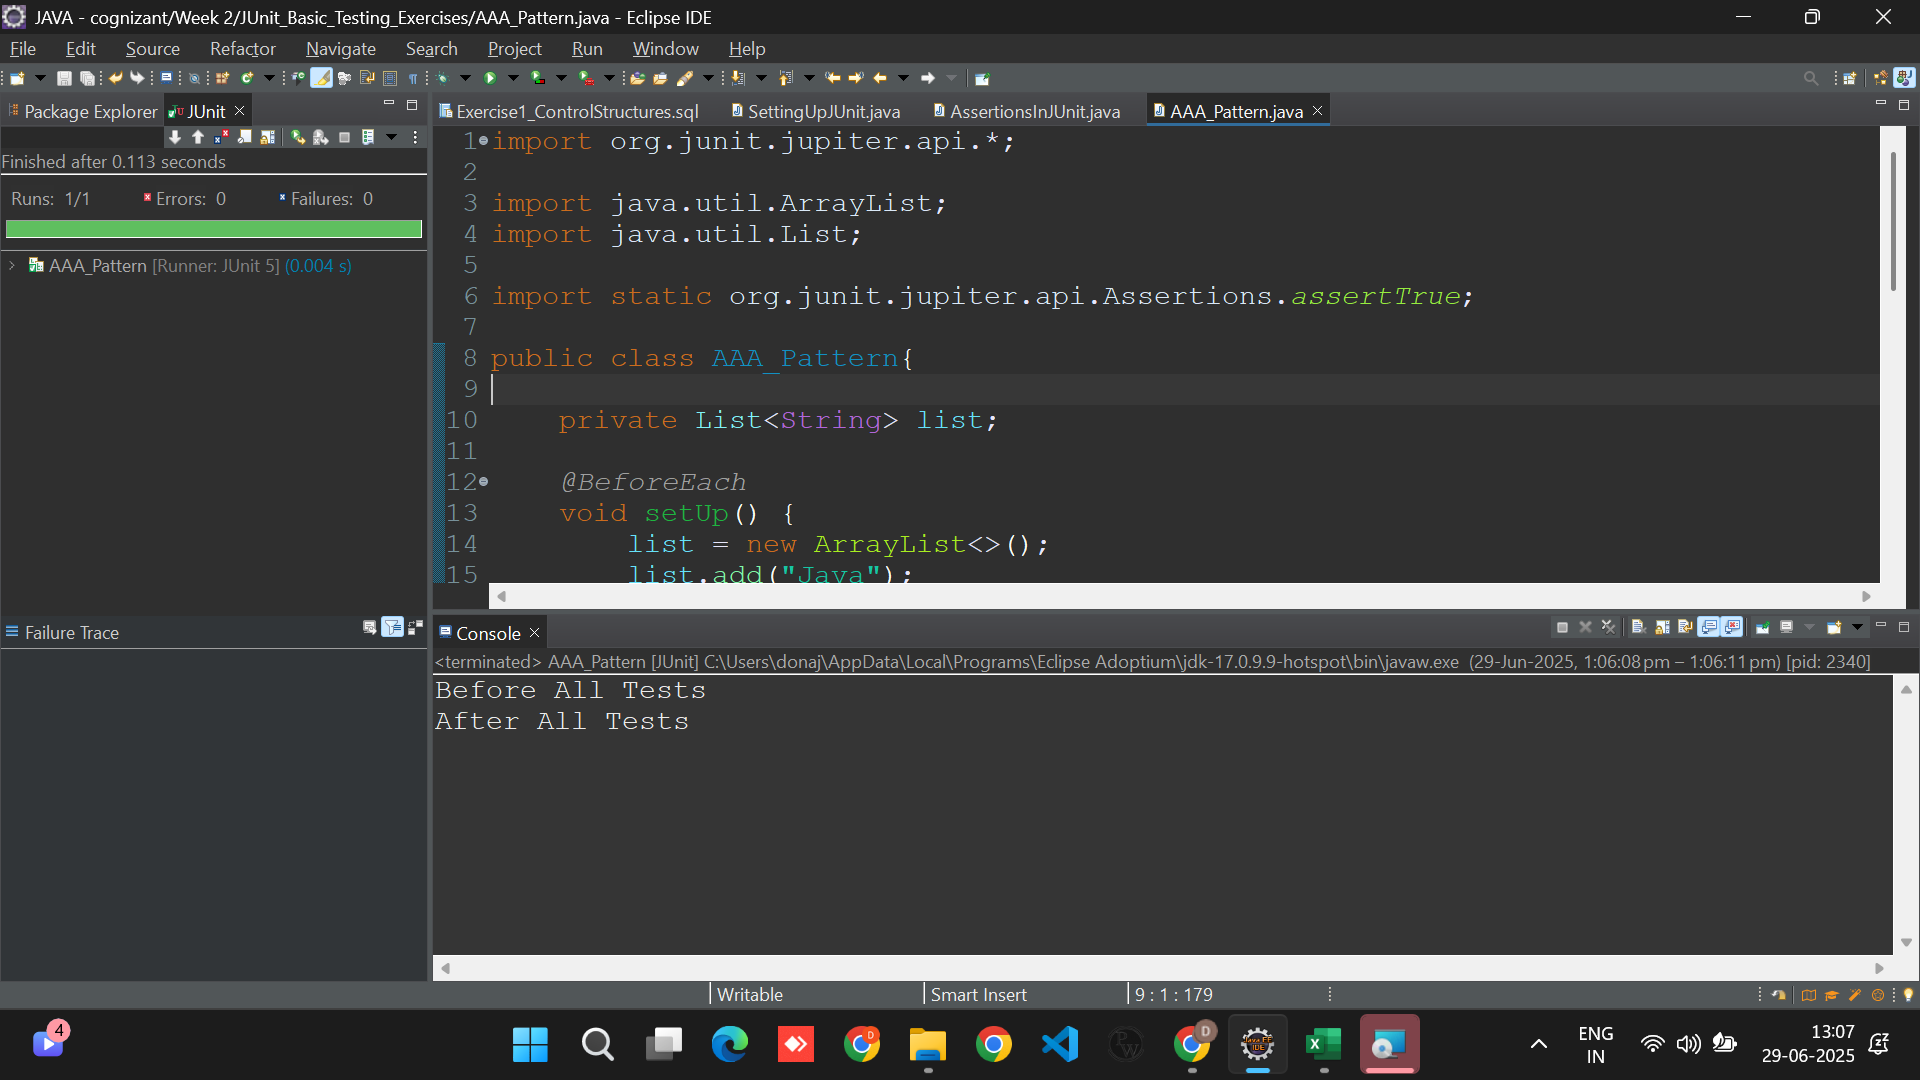 JAVA - cognizant/Week 2/JUnit_Basic_Testing_Exercises/AAA_Pattern.java - Eclipse IDE
File Edit Source Refactor Navigate Search Project Run Window Help
Package Explorer JUnit
Finished after 0.113 seconds
Runs: 1/1 Errors: 0 Failures: 0
AAA_Pattern [Runner: JUnit 5] (0.004 s)
Failure Trace
Exercise1_ControlStructures.sql SettingUpJUnit.java AssertionsInJUnit.java AAA_Pattern.java
1 import org.junit.jupiter.api.*;
2
3 import java.util.ArrayList;
4 import java.util.List;
5
6 import static org.junit.jupiter.api.Assertions.assertTrue;
7
8 public class AAA_Pattern{
9
10 private List<String> list;
11
12 @BeforeEach
13 void setUp() {
14 list = new ArrayList<>();
15 list.add("Java");
Console
<terminated> AAA_Pattern [JUnit] C:\Users\donaj\AppData\Local\Programs\Eclipse Adoptium\jdk-17.0.9.9-hotspot\bin\javaw.exe (29-Jun-2025, 1:06:08 pm – 1:06:11 pm) [pid: 2340]
Before All Tests
After All Tests
Writable Smart Insert 9 : 1 : 179
4
D
D
ENG
IN
13:07
29-06-2025